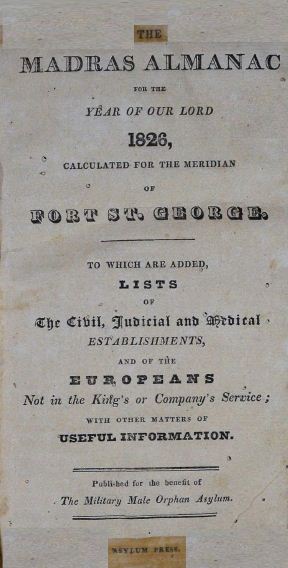 THE
MADRAS ALMANAC
FOR THE
YEAR OF OUR LORD
1826,
CALCULATED FOR THE MERIDIAN
OF
FORT ST. GEORGE.
TO WHICH ARE ADDED,
LISTS
OF
The Civil, Judicial and Medical
ESTABLISHMENTS,
AND OF THE
EUROPEANS
Not in the King's or Company's Service;
WITH OTHER MATTERS OF
USEFUL INFORMATION.
Published for the benefit of
The Military Male Orphan Asylum.
ASYLUM PRESS.